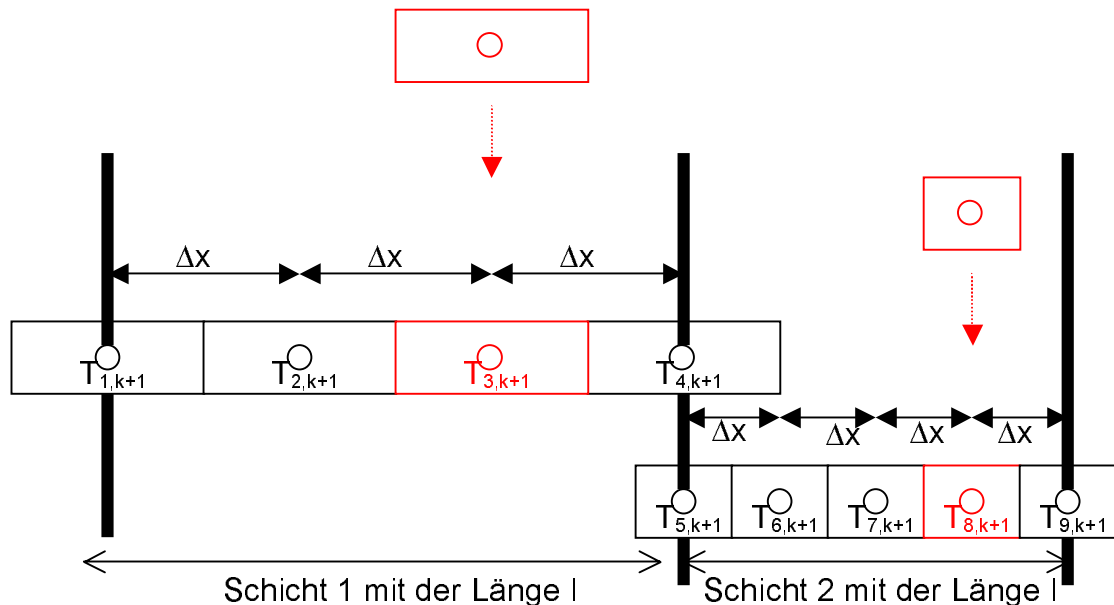 Δx Δx Δx
T1,k+1 T2,k+1 T3,k+1 T4,k+1
Δx Δx Δx Δx
T5,k+1 T6,k+1 T7,k+1 T8,k+1 T9,k+1
Schicht 1 mit der Länge l Schicht 2 mit der Länge l